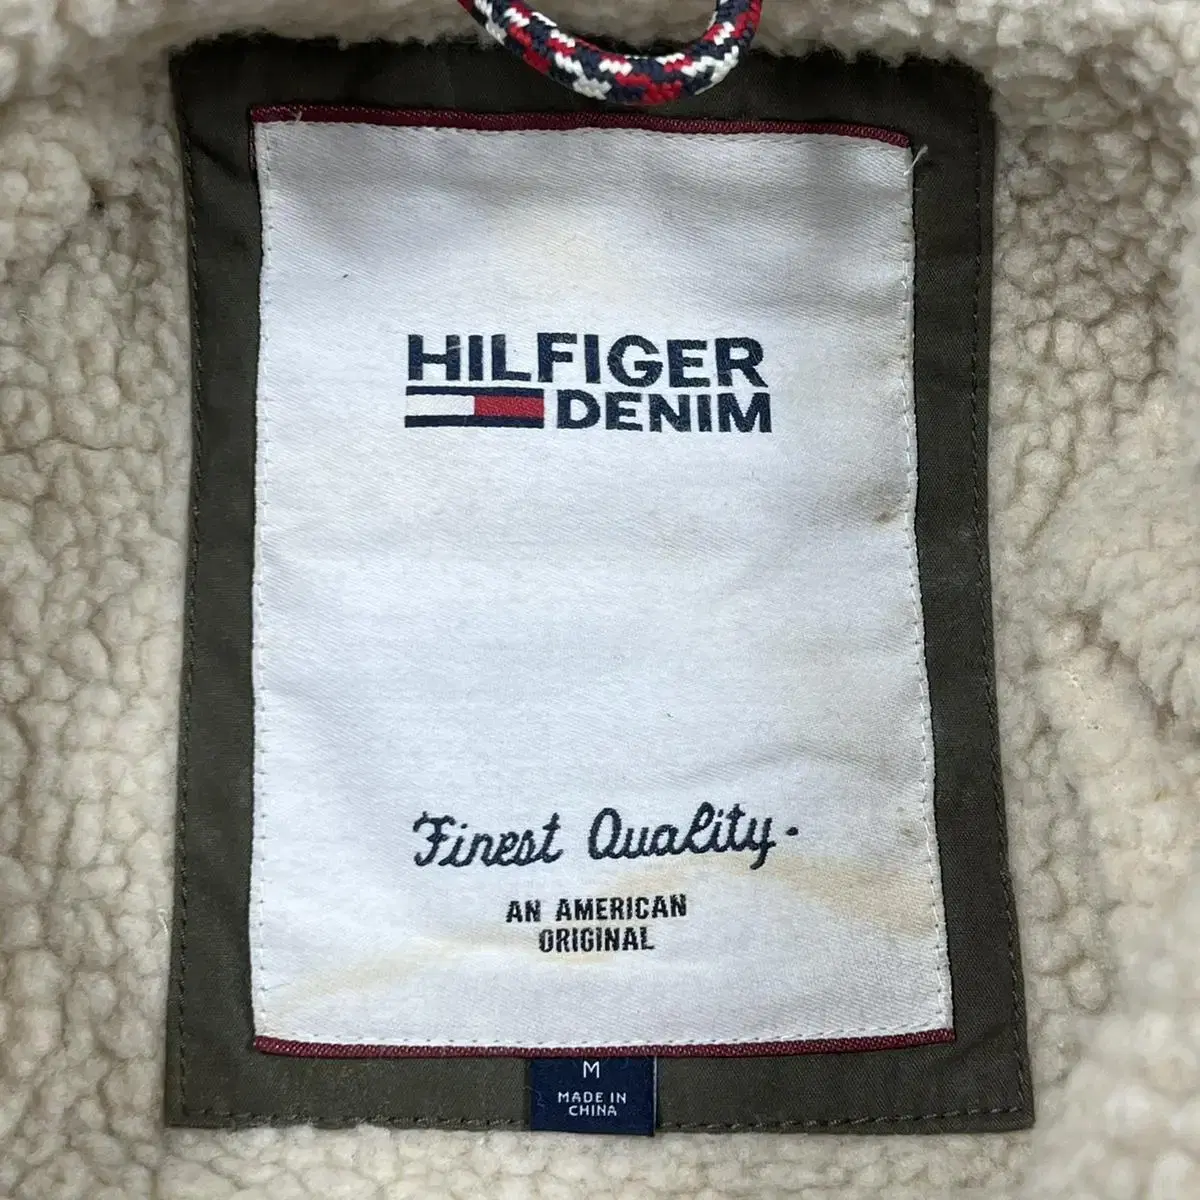 HILFIGER
DENIM
Finest Quality.
AN AMERICAN
ORIGINAL
M
MADE IN
CHINA